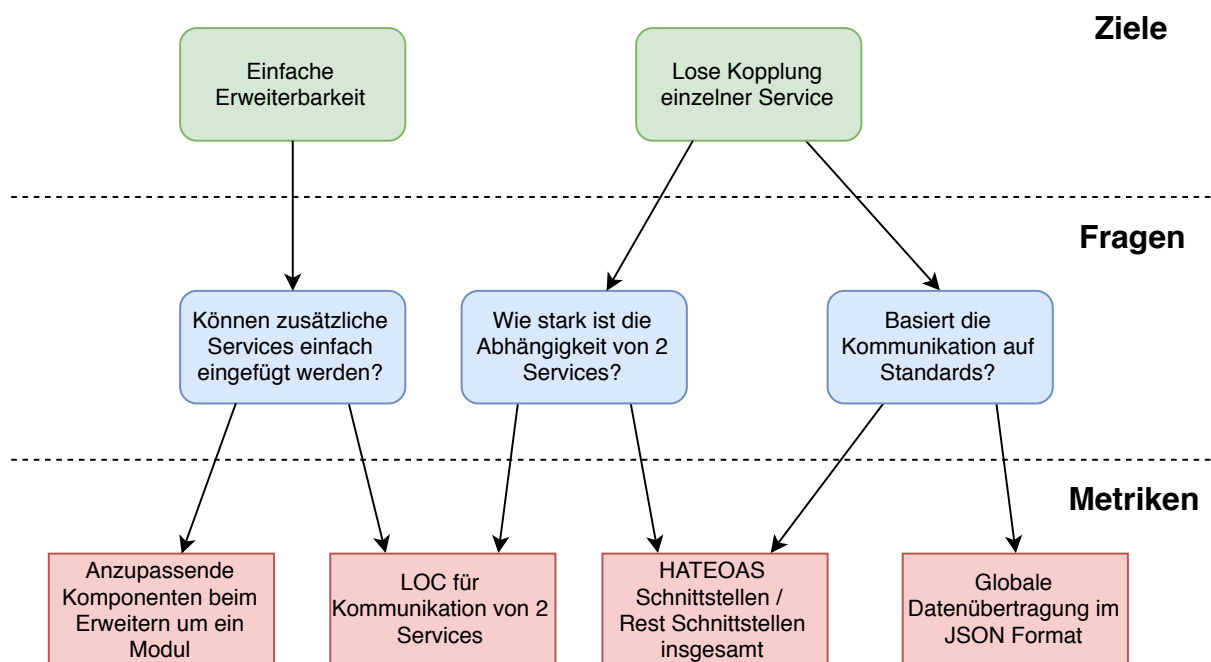 Ziele
Einfache
Erweiterbarkeit
Lose Kopplung
einzelner Service
Fragen
Können zusätzliche
Services einfach
eingefügt werden?
Wie stark ist die
Abhängigkeit von 2
Services?
Basiert die
Kommunikation auf
Standards?
Metriken
Anzupassende
Komponenten beim
Erweitern um ein
Modul
LOC für
Kommunikation von 2
Services
HATEOAS
Schnittstellen /
Rest Schnittstellen
insgesamt
Globale
Datenübertragung im
JSON Format